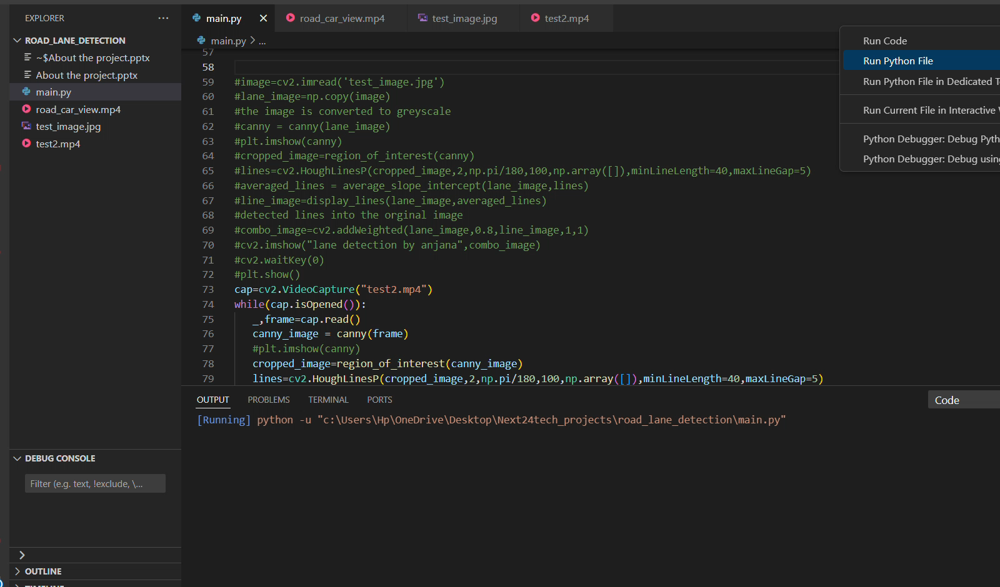 EXPLORER
ROAD_LANE_DETECTION
~$About the project.pptx
About the project.pptx
main.py
road_car_view.mp4
test_image.jpg
test2.mp4
DEBUG CONSOLE
Filter (e.g. text, !exclude, \...
OUTLINE
TIMELINE
main.py
road_car_view.mp4
test_image.jpg
test2.mp4
main.py > ...
57
58
59 #image=cv2.imread('test_image.jpg')
60 #lane_image=np.copy(image)
61 #the image is converted to greyscale
62 #canny = canny(lane_image)
63 #plt.imshow(canny)
64 #cropped_image=region_of_interest(canny)
65 #lines=cv2.HoughLinesP(cropped_image,2,np.pi/180,100,np.array([]),minLineLength=40,maxLineGap=5)
66 #averaged_lines = average_slope_intercept(lane_image,lines)
67 #line_image=display_lines(lane_image,averaged_lines)
68 #detected lines into the orginal image
69 #combo_image=cv2.addWeighted(lane_image,0.8,line_image,1,1)
70 #cv2.imshow("lane detection by anjana",combo_image)
71 #cv2.waitKey(0)
72 #plt.show()
73 cap=cv2.VideoCapture("test2.mp4")
74 while(cap.isOpened()):
75 _,frame=cap.read()
76 canny_image = canny(frame)
77 #plt.imshow(canny)
78 cropped_image=region_of_interest(canny_image)
79 lines=cv2.HoughLinesP(cropped_image,2,np.pi/180,100,np.array([]),minLineLength=40,maxLineGap=5)
Run Code
Run Python File
Run Python File in Dedicated T
Run Current File in Interactive
Python Debugger: Debug Pyth
Python Debugger: Debug using
OUTPUT
PROBLEMS
TERMINAL
PORTS
Code
[Running] python -u "c:\Users\Hp\OneDrive\Desktop\Next24tech_projects\road_lane_detection\main.py"